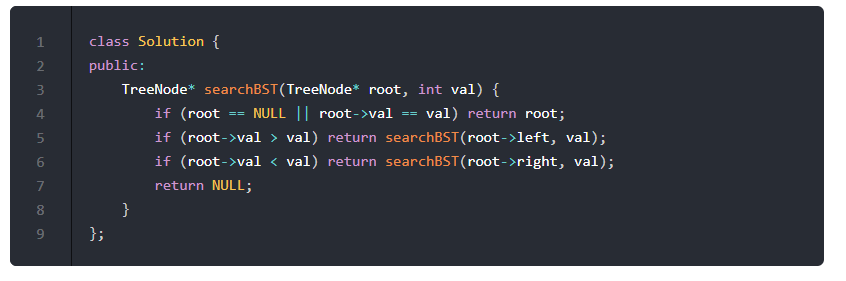 1 class Solution {
2 public:
3     TreeNode* searchBST(TreeNode* root, int val) {
4         if (root == NULL || root->val == val) return root;
5         if (root->val > val) return searchBST(root->left, val);
6         if (root->val < val) return searchBST(root->right, val);
7         return NULL;
8     }
9 };